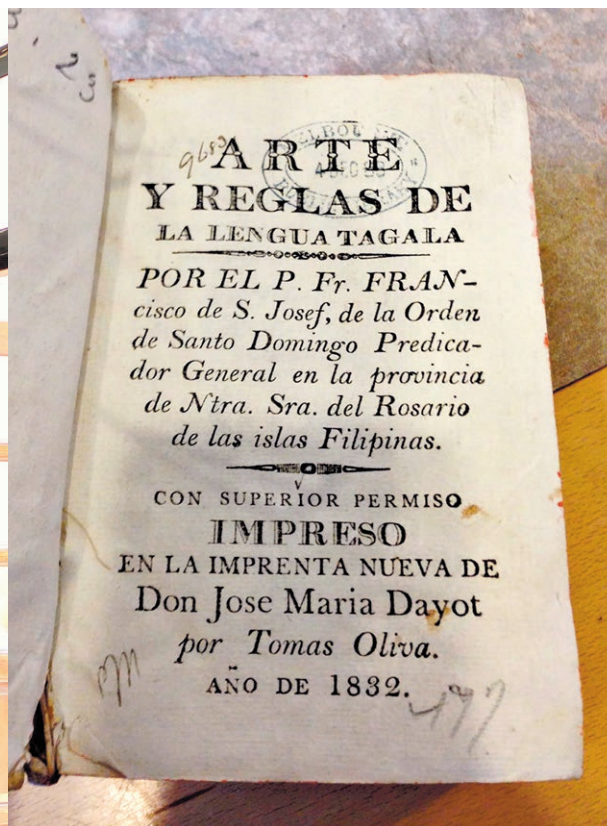 9682
ARTE
Y REGLAS DE
LA LENGUA TAGALA
POR EL P. Fr. FRAN-
cisco de S. Josef, de la Orden
de Santo Domingo Predica-
dor General en la provincia
de Ntra. Sra. del Rosario
de las islas Filipinas.
CON SUPERIOR PERMISO
IMPRESO
EN LA IMPRENTA NUEVA DE
Don Jose Maria Dayot
por Tomas Oliva.
AÑO DE 1832.